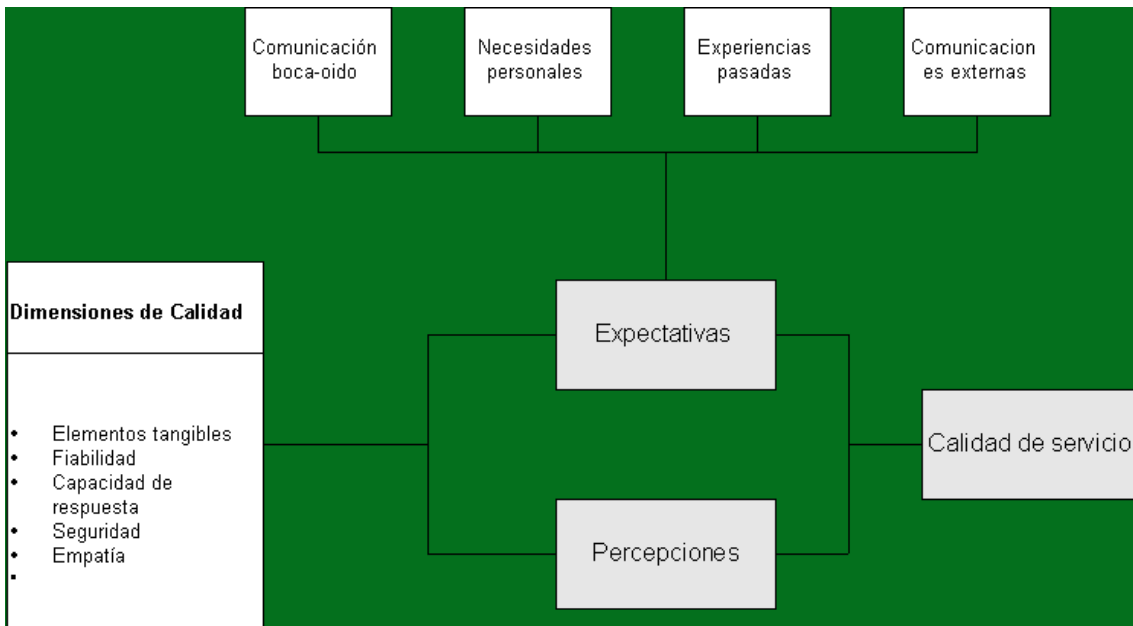 Comunicación
boca-oido
Necesidades
personales
Experiencias
pasadas
Comunicacion
es externas
Dimensiones de Calidad
• Elementos tangibles
• Fiabilidad
• Capacidad de
respuesta
• Seguridad
• Empatía
•
Expectativas
Percepciones
Calidad de servicio